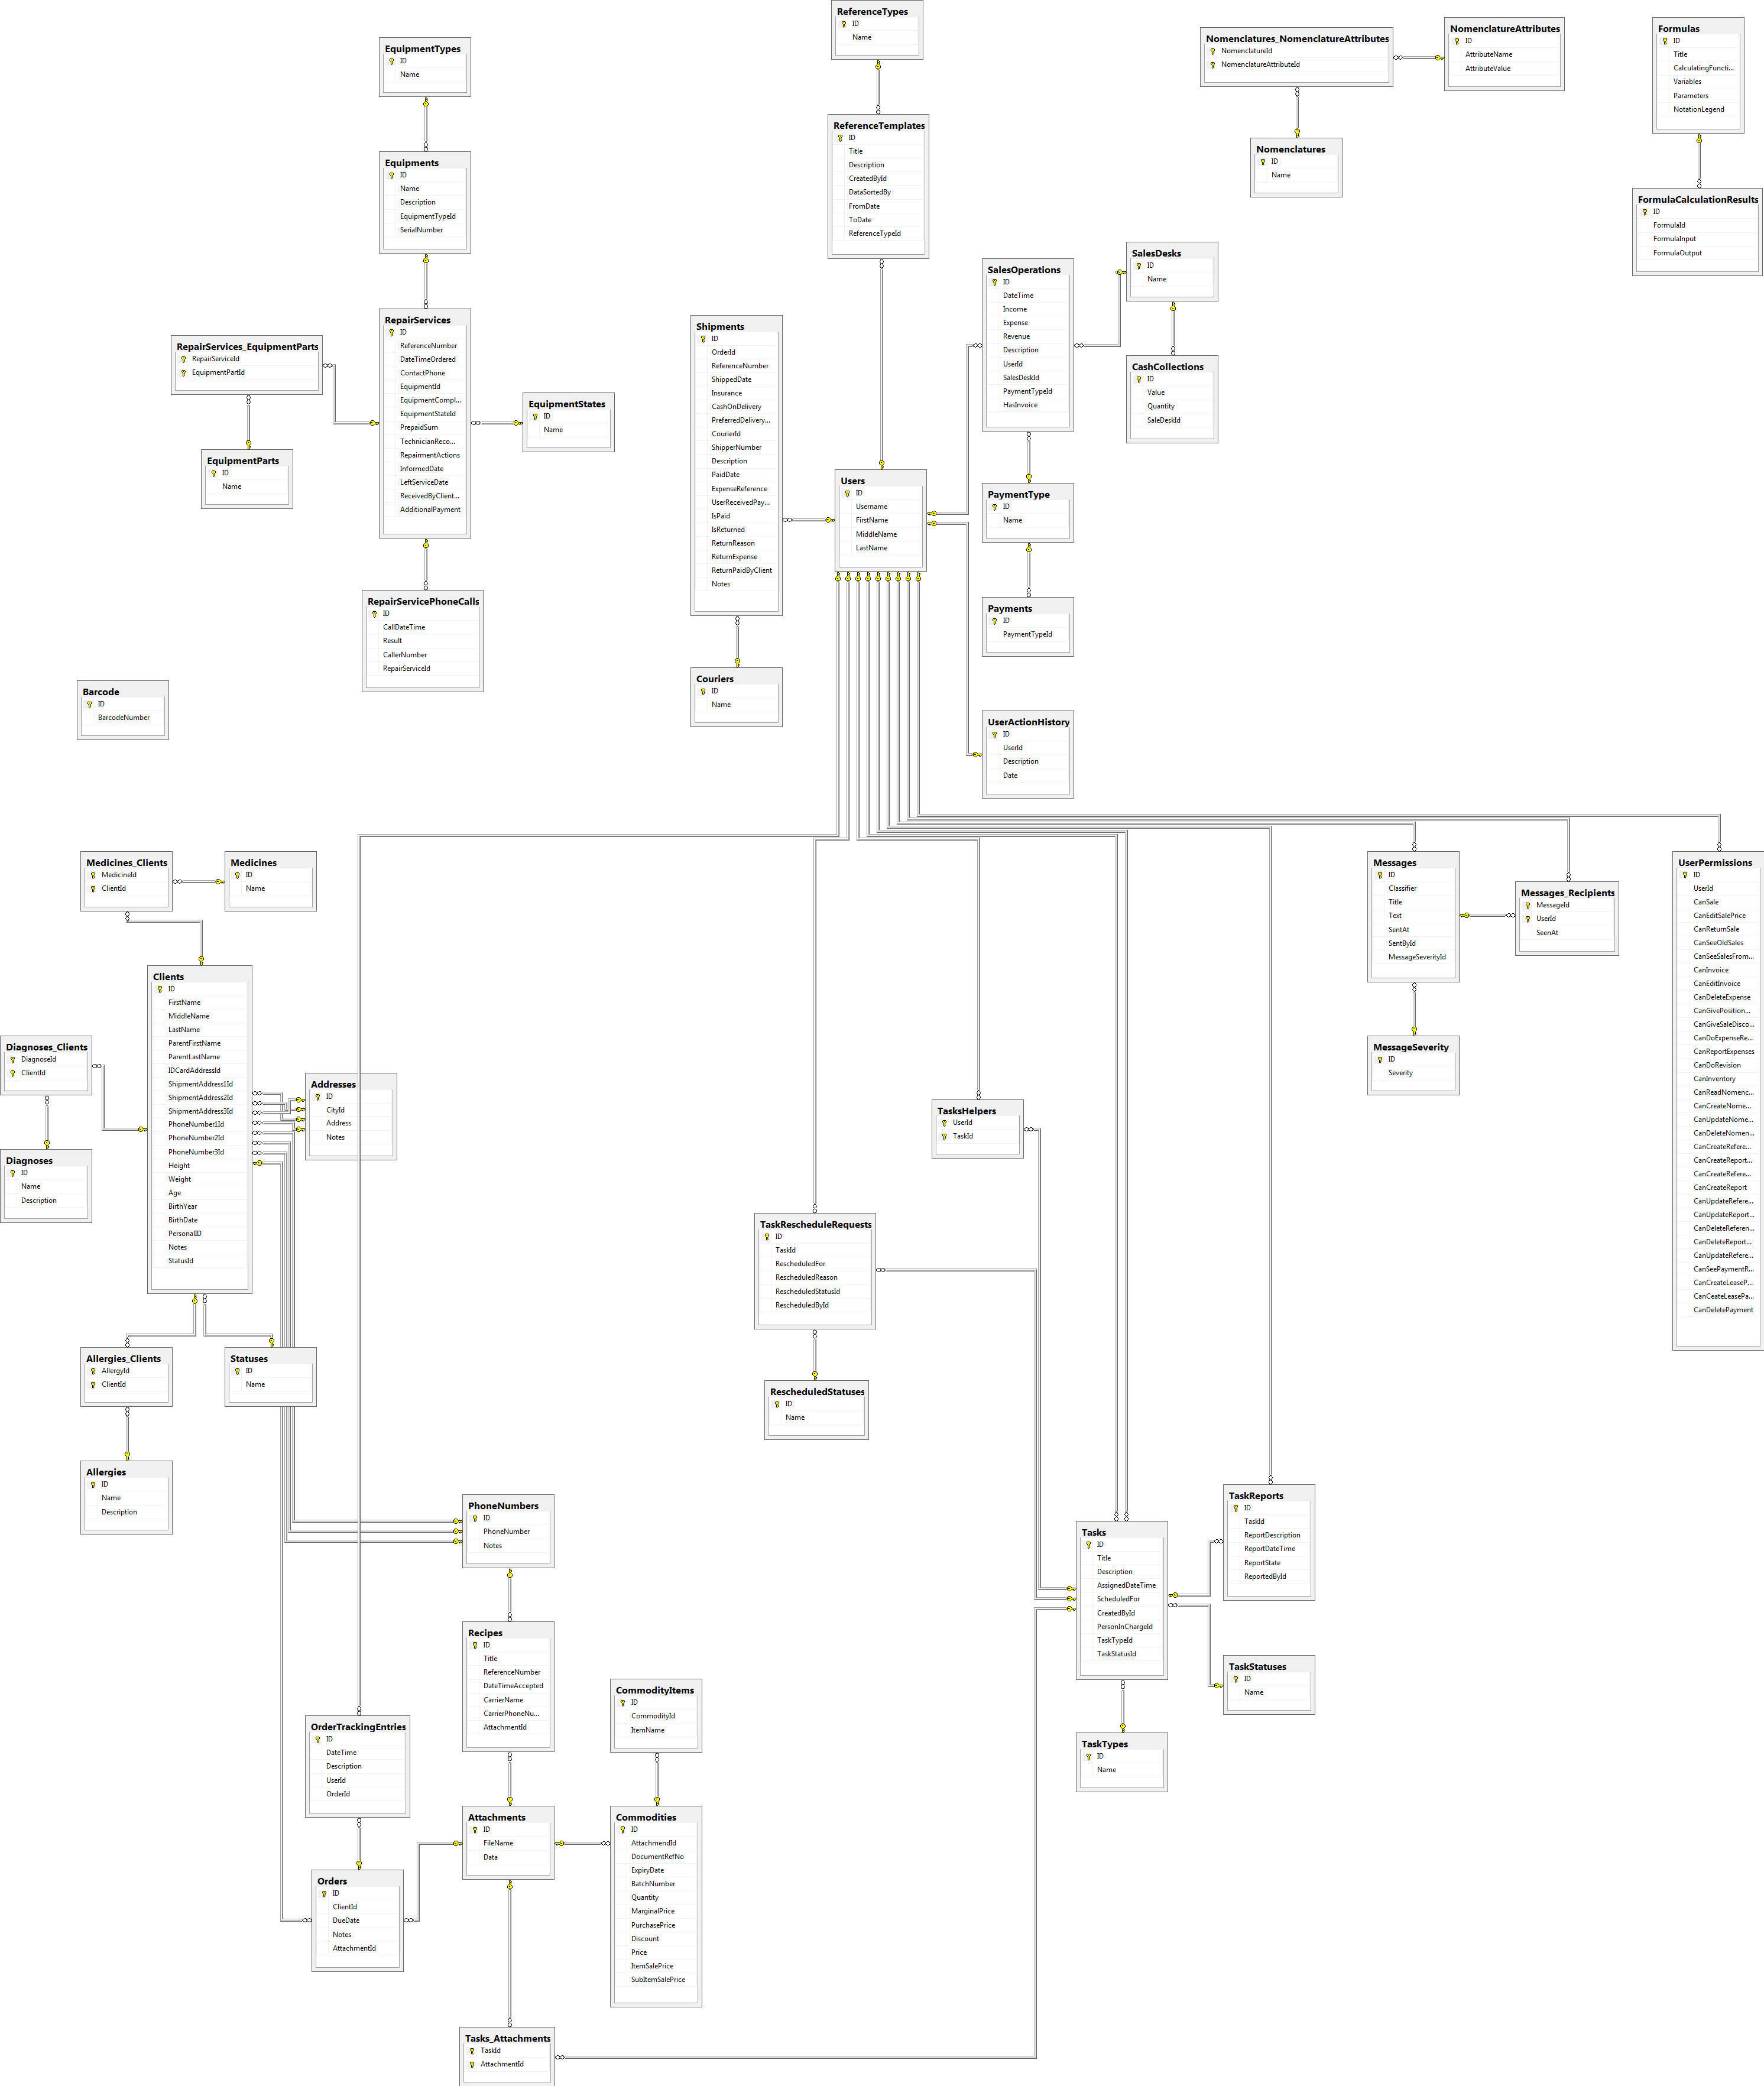 ReferenceTypes
ID
Name
EquipmentTypes
ID
Name
Nomenclatures_NomenclatureAttributes
NomenclatureId
NomenclatureAttributeId
NomenclatureAttributes
ID
AttributeName
AttributeValue
Formulas
ID
Title
CalculatingFuncti...
Variables
Parameters
NotationLegend
ReferenceTemplates
ID
Title
Description
CreatedById
DataSortedBy
FromDate
ToDate
ReferenceTypeId
Nomenclatures
ID
Name
Equipments
ID
Name
Description
EquipmentTypeId
SerialNumber
FormulaCalculationResults
ID
FormulaId
FormulaInput
FormulaOutput
SalesDesks
ID
Name
SalesOperations
ID
DateTime
Income
Expense
Revenue
Description
UserId
SalesDeskId
PaymentTypeId
HasInvoice
RepairServices
ID
ReferenceNumber
DateTimeOrdered
ContactPhone
EquipmentId
EquipmentCompl...
EquipmentStateId
PrepaidSum
TechnicianReco...
RepairmentActions
InformedDate
LeftServiceDate
ReceivedByClient...
AdditionalPayment
Shipments
ID
OrderId
ReferenceNumber
ShippedDate
Insurance
CashOnDelivery
PreferredDelivery...
CourierId
ShipperNumber
Description
PaidDate
ExpenseReference
UserReceivedPay...
IsPaid
IsReturned
ReturnReason
ReturnExpense
ReturnPaidByClient
Notes
RepairServices_EquipmentParts
RepairServiceId
EquipmentPartId
CashCollections
ID
Value
Quantity
SaleDeskId
EquipmentStates
ID
Name
EquipmentParts
ID
Name
Users
ID
Username
FirstName
MiddleName
LastName
PaymentType
ID
Name
RepairServicePhoneCalls
ID
CallDateTime
Result
CallerNumber
RepairServiceId
Payments
ID
PaymentTypeId
Couriers
ID
Name
Barcode
ID
BarcodeNumber
UserActionHistory
ID
UserId
Description
Date
Medicines_Clients
MedicineId
ClientId
Medicines
ID
Name
Messages
ID
Classifier
Title
Text
SentAt
SentById
MessageSeverityId
Messages_Recipients
MessageId
UserId
SeenAt
UserPermissions
ID
UserId
CanSale
CanEditSalePrice
CanReturnSale
CanSeeOldSales
CanSeeSalesFrom...
CanInvoice
CanEditInvoice
CanDeleteExpense
CanGivePosition...
CanGiveSaleDisco...
CanDoExpenseRe...
CanReportExpenses
CanDoRevision
CanInventory
CanReadNomenc...
CanCreateNome...
CanUpdateNome...
CanDeleteNomen...
CanCreateRefere...
CanCreateReport...
CanCreateRefere...
CanCreateReport
CanUpdateRefere...
CanUpdateReport...
CanDeleteReferen...
CanDeleteReport...
CanUpdateRefere...
CanSeePaymentR...
CanCreateLeaseP...
CanCeateLeasePa...
CanDeletePayment
Clients
ID
FirstName
MiddleName
LastName
ParentFirstName
ParentLastName
IDCardAddressId
ShipmentAddress1Id
ShipmentAddress2Id
ShipmentAddress3Id
PhoneNumber1Id
PhoneNumber2Id
PhoneNumber3Id
Height
Weight
Age
BirthYear
BirthDate
PersonalID
Notes
StatusId
Diagnoses_Clients
DiagnoseId
ClientId
MessageSeverity
ID
Severity
Addresses
ID
CityId
Address
Notes
TasksHelpers
UserId
TaskId
Diagnoses
ID
Name
Description
TaskRescheduleRequests
ID
TaskId
RescheduledFor
RescheduledReason
RescheduledStatusId
RescheduledById
Allergies_Clients
AllergyId
ClientId
Statuses
ID
Name
RescheduledStatuses
ID
Name
Allergies
ID
Name
Description
PhoneNumbers
ID
PhoneNumber
Notes
TaskReports
ID
TaskId
ReportDescription
ReportDateTime
ReportState
ReportedById
Tasks
ID
Title
Description
AssignedDateTime
ScheduledFor
CreatedById
PersonInChargeId
TaskTypeId
TaskStatusId
Recipes
ID
Title
ReferenceNumber
DateTimeAccepted
CarrierName
CarrierPhoneNu...
AttachmentId
TaskStatuses
ID
Name
CommodityItems
ID
CommodityId
ItemName
OrderTrackingEntries
ID
DateTime
Description
UserId
OrderId
TaskTypes
ID
Name
Attachments
ID
FileName
Data
Commodities
ID
AttachmendId
DocumentRefNo
ExpiryDate
BatchNumber
Quantity
MarginalPrice
PurchasePrice
Discount
Price
ItemSalePrice
SubItemSalePrice
Orders
ID
ClientId
DueDate
Notes
AttachmentId
Tasks_Attachments
TaskId
AttachmentId